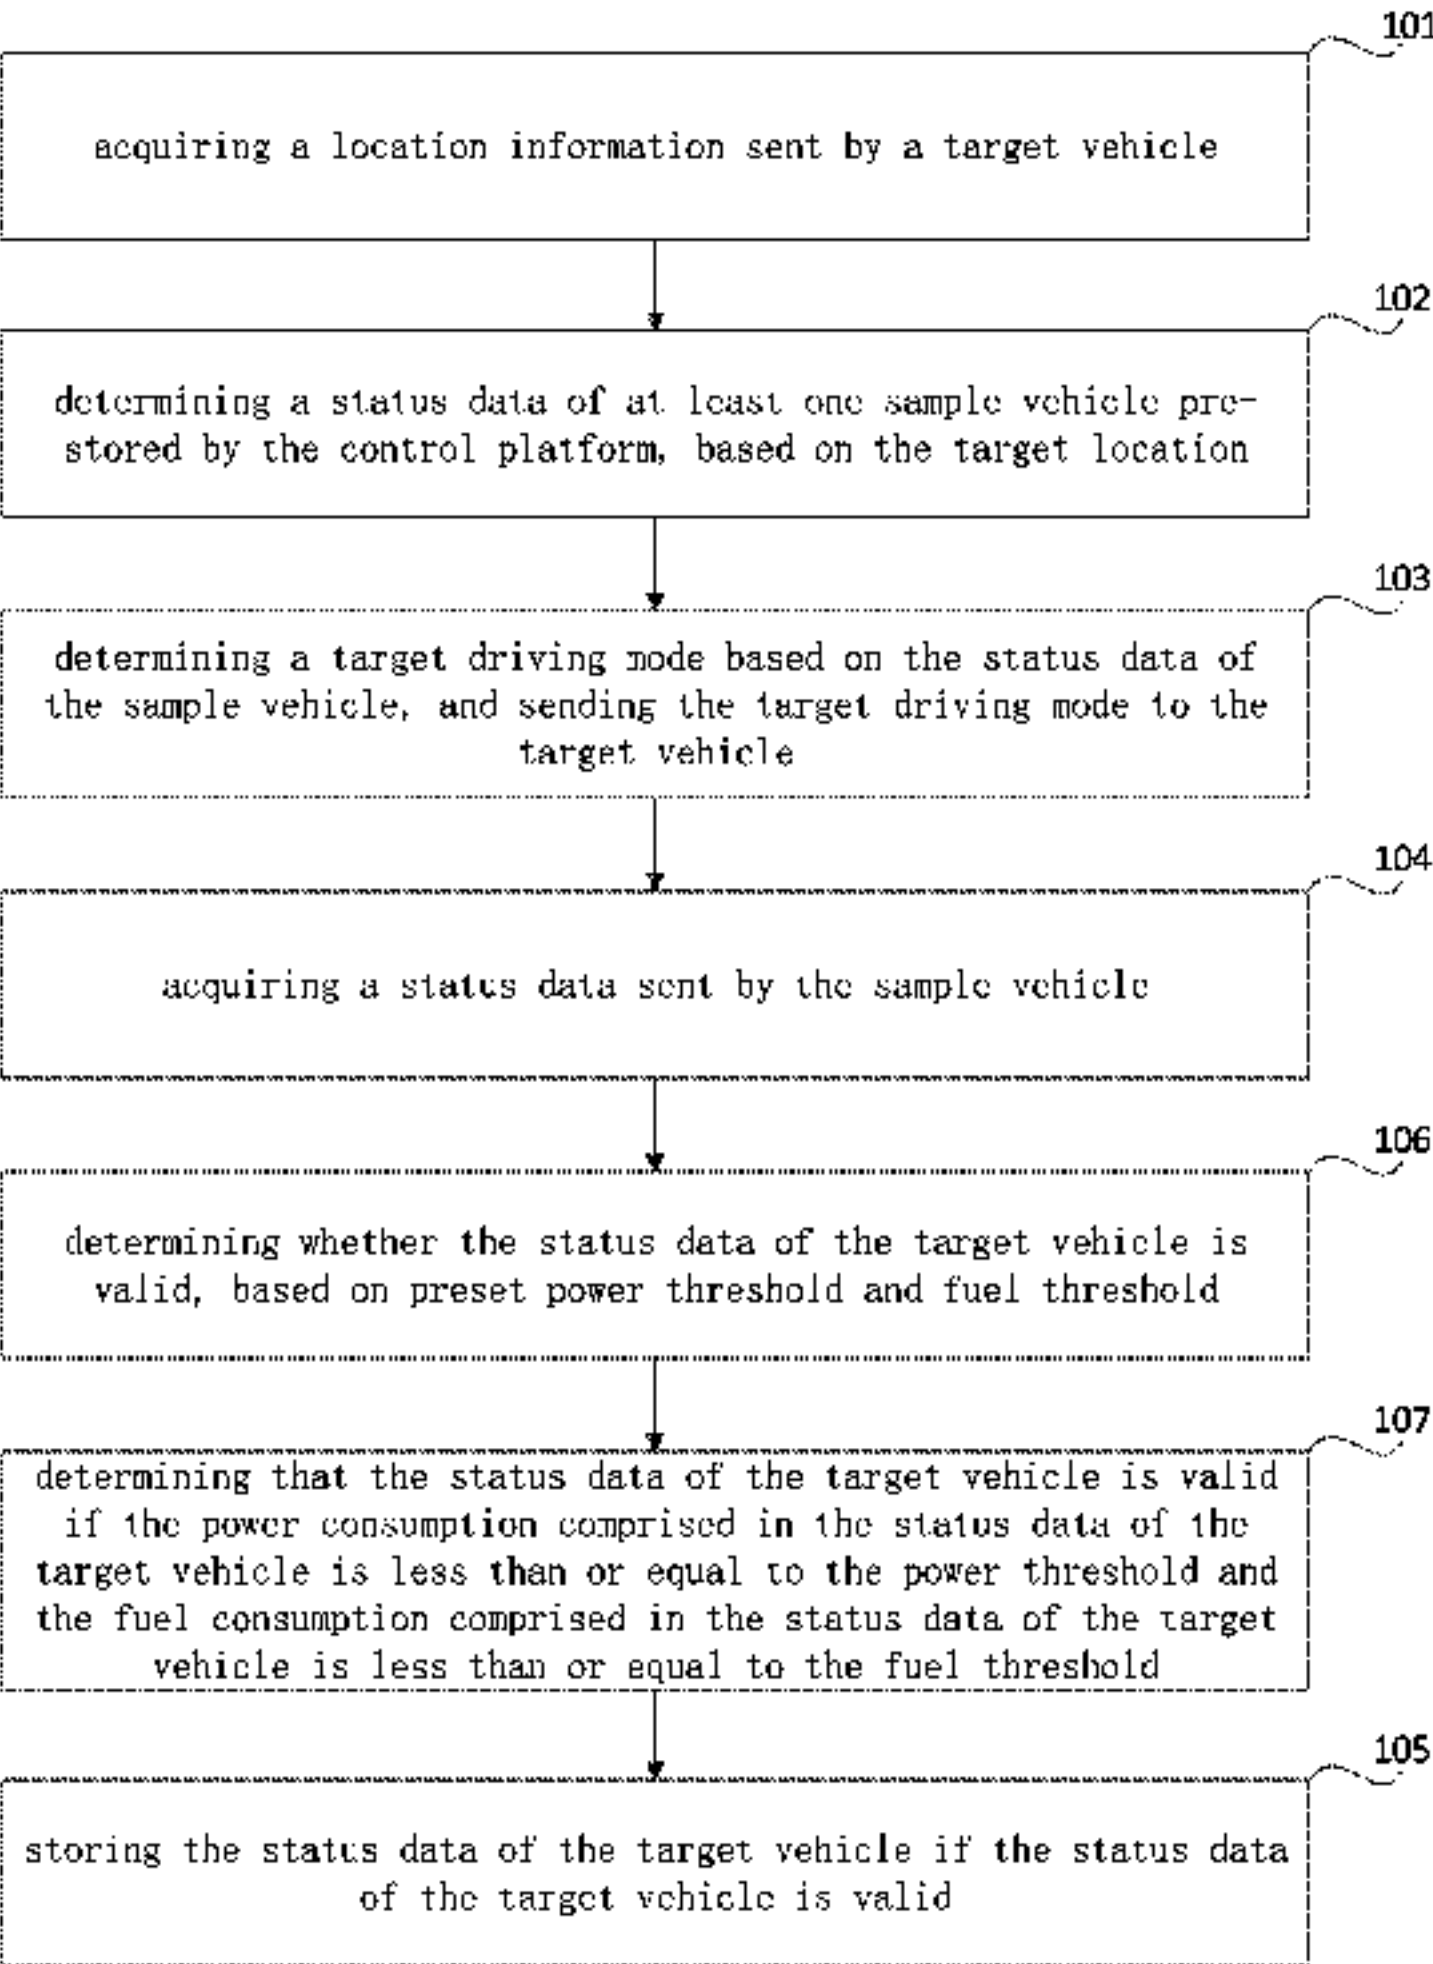 101
acquiring a location information sent by a target vehicle
102
determining a status data of at least one sample vehicle pre-
stored by the control platform, based on the target location
103
determining a target driving mode based on the status data of
the sample vehicle, and sending the target driving mode to the
target vehicle
104
acquiring a status data sent by the sample vehicle
106
determining whether the status data of the target vehicle is
valid, based on preset power threshold and fuel threshold
107
determining that the status data of the target vehicle is valid
if the power consumption comprised in the status data of the
target vehicle is less than or equal to the power threshold and
the fuel consumption comprised in the status data of the target
vehicle is less than or equal to the fuel threshold
105
storing the status data of the target vehicle if the status data
of the target vehicle is valid